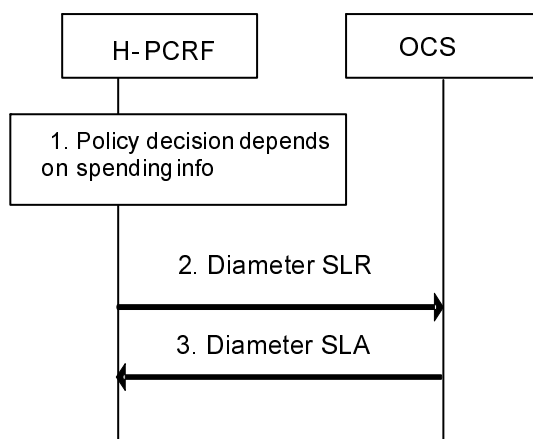 H-PCRF
OCS
1. Policy decision depends
on spending info
2. Diameter SLR
3. Diameter SLA